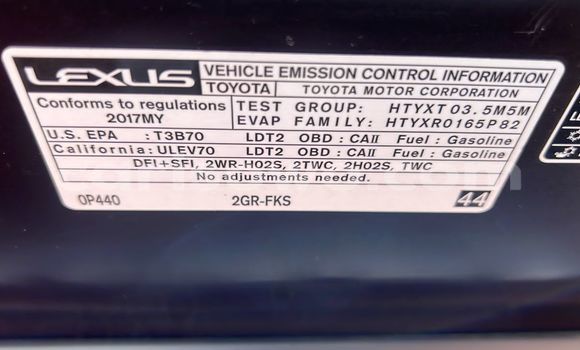 LEXUS VEHICLE EMISSION CONTROL INFORMATION
TOYOTA TOYOTA MOTOR CORPORATION
Conforms to regulations TEST GROUP: HTYXT03.5M5M
2017MY EVAP FAMILY: HTYXR0165P82
U.S. EPA : T3B70 LDT2 OBD : CAII Fuel : Gasoline
California: ULEV70 LDT2 OBD : CAII Fuel : Gasoline
DFI+SFI, 2WR-HO2S, 2TWC, 2HO2S, TWC
No adjustments needed.
0P440 2GR-FKS 44